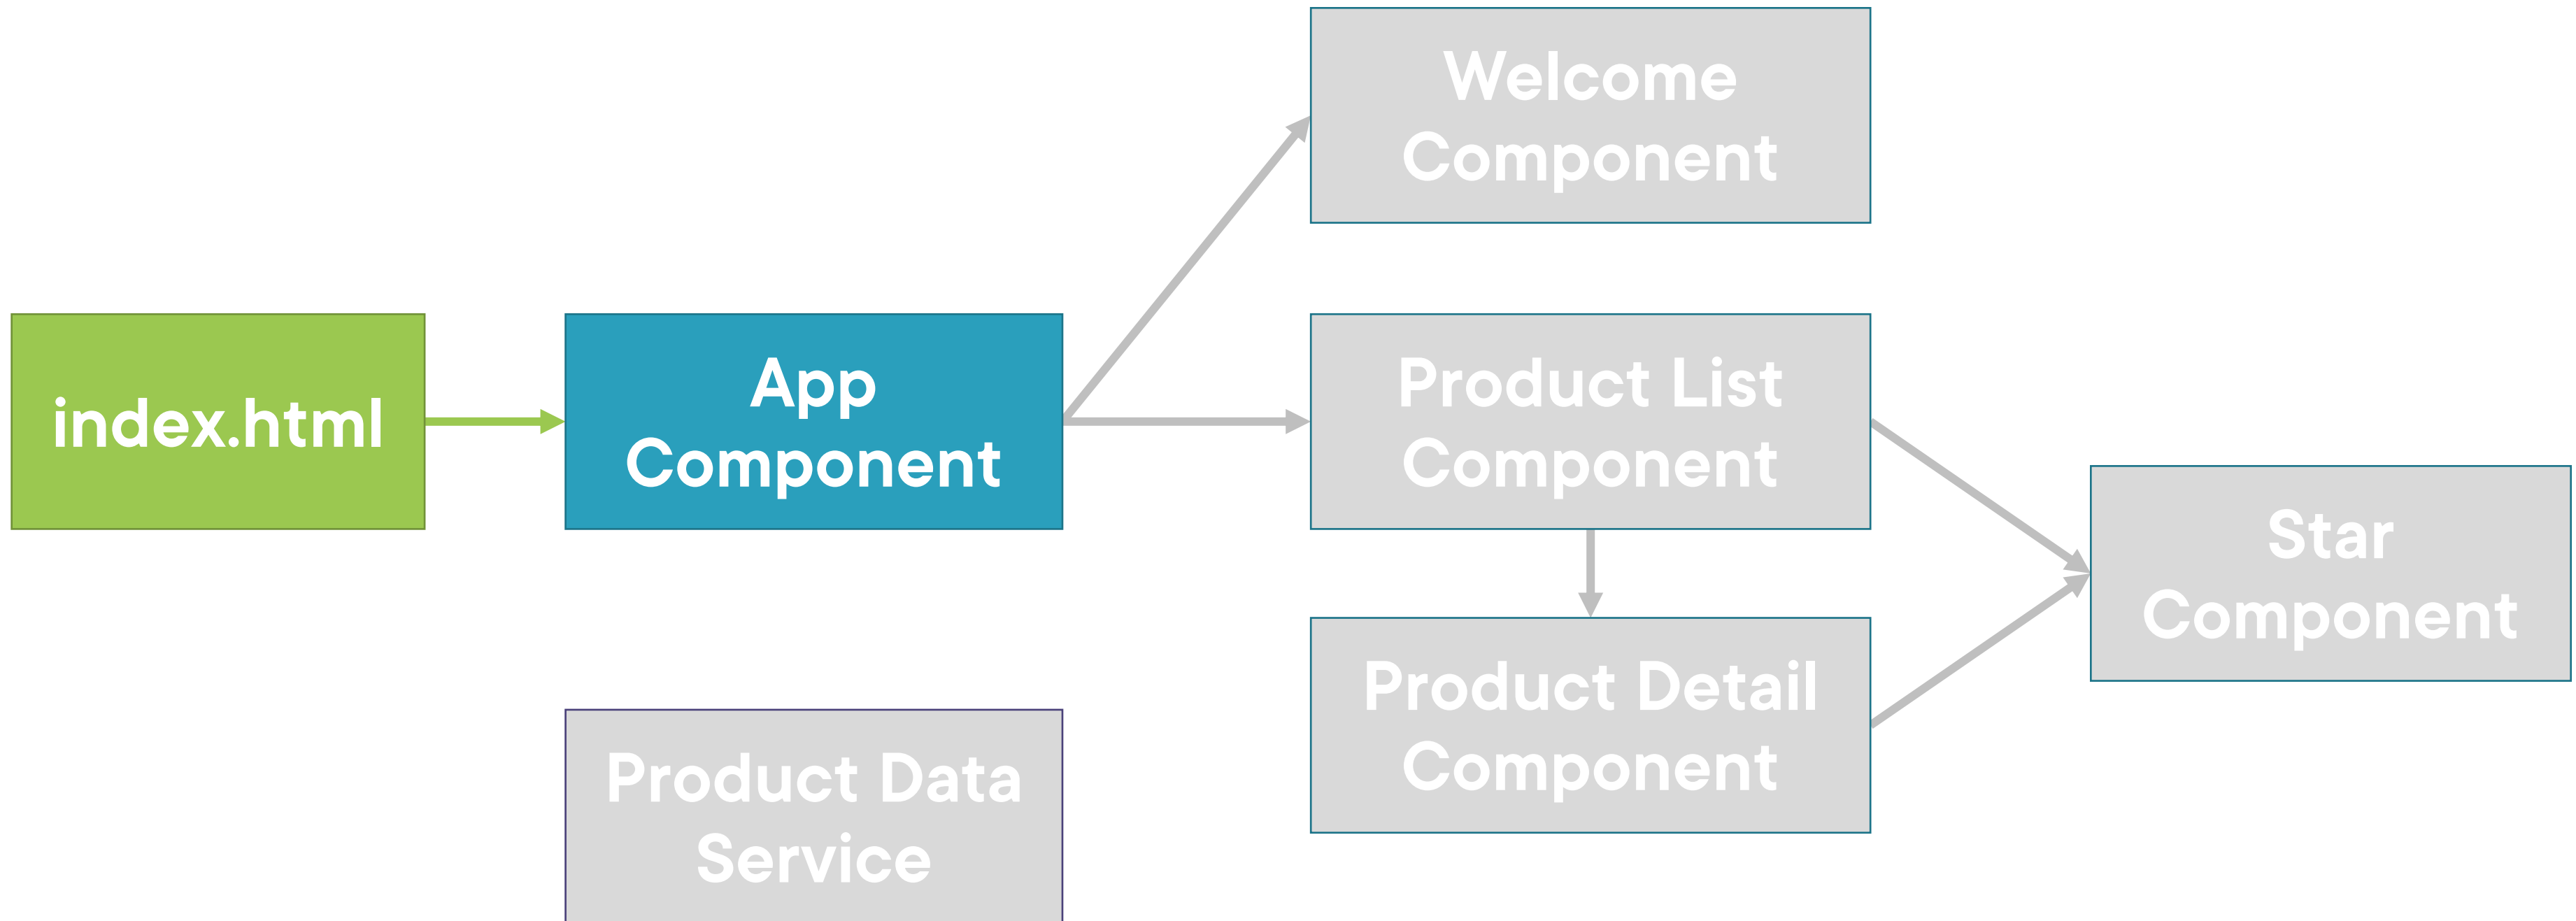 Welcome
Component
index.html
App
Component
Product List
Component
Star
Component
Product Detail
Component
Product Data
Service